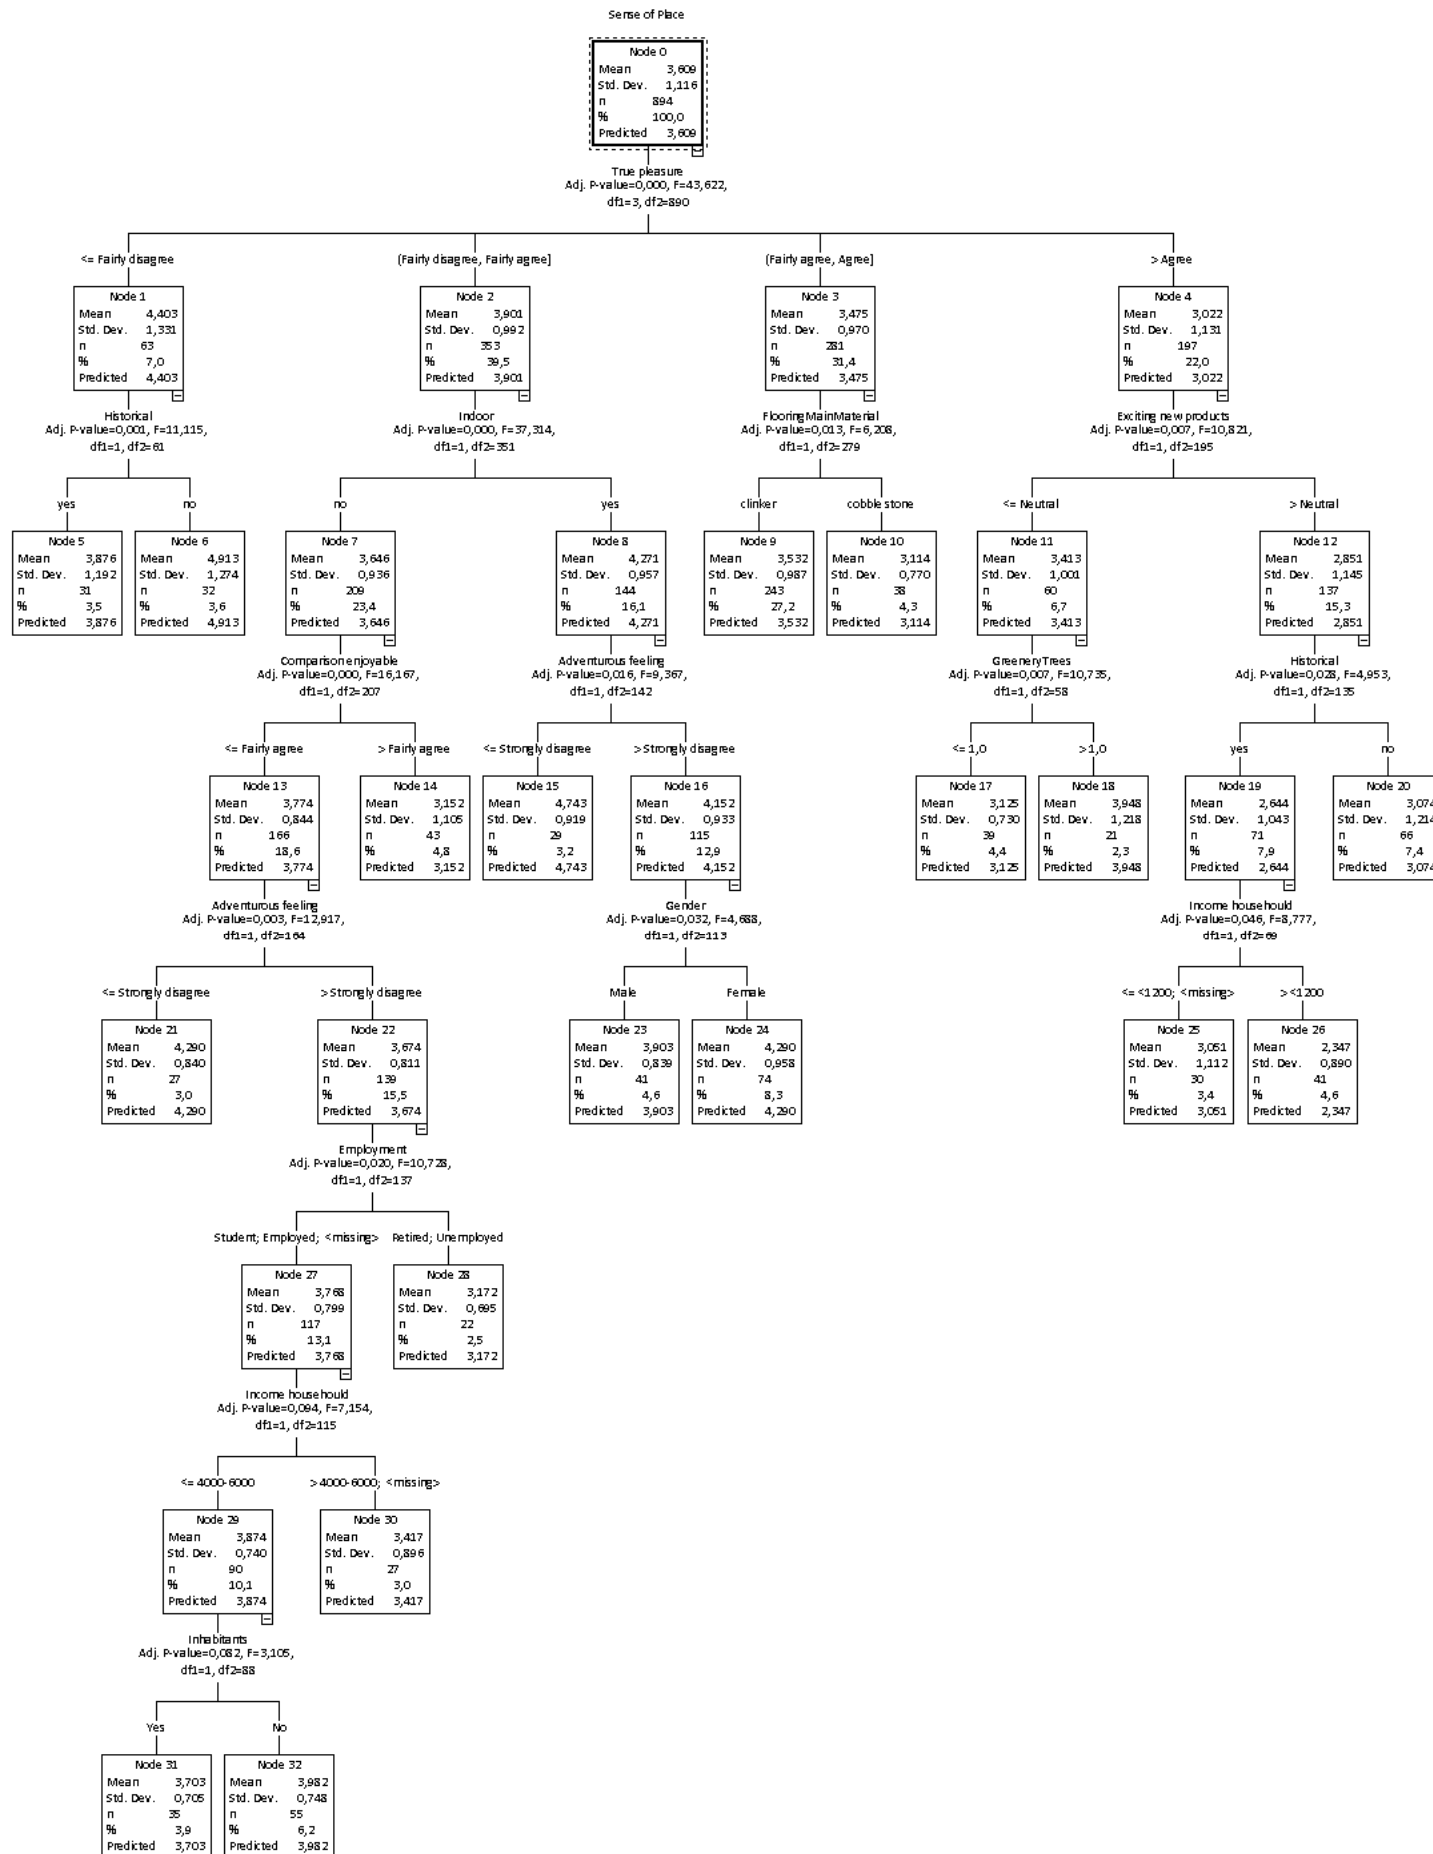 Sense of Place
Node 0
Mean 3,609
Std. Dev. 1,116
n 894
% 100,0
Predicted 3,609
True pleasure
Adj. P-value=0,000, F=43,622,
df1=3, df2=890
<= Fairly disagree
(Fairly disagree, Fairly agree]
(Fairly agree, Agree]
> Agree
Node 1
Mean 4,403
Std. Dev. 1,331
n 63
% 7,0
Predicted 4,403
Node 2
Mean 3,901
Std. Dev. 0,992
n 353
% 39,5
Predicted 3,901
Node 3
Mean 3,475
Std. Dev. 0,970
n 281
% 31,4
Predicted 3,475
Node 4
Mean 3,022
Std. Dev. 1,131
n 197
% 22,0
Predicted 3,022
Historical
Adj. P-value=0,001, F=11,115,
df1=1, df2=61
Indoor
Adj. P-value=0,000, F=37,314,
df1=1, df2=351
FlooringMainMaterial
Adj. P-value=0,013, F=6,208,
df1=1, df2=279
Exciting new products
Adj. P-value=0,007, F=10,821,
df1=1, df2=195
yes
no
no
yes
clinker
cobble stone
<= Neutral
> Neutral
Node 5
Mean 3,876
Std. Dev. 1,192
n 31
% 3,5
Predicted 3,876
Node 6
Mean 4,913
Std. Dev. 1,274
n 32
% 3,6
Predicted 4,913
Node 7
Mean 3,646
Std. Dev. 0,936
n 209
% 23,4
Predicted 3,646
Node 8
Mean 4,271
Std. Dev. 0,957
n 144
% 16,1
Predicted 4,271
Node 9
Mean 3,532
Std. Dev. 0,987
n 243
% 27,2
Predicted 3,532
Node 10
Mean 3,114
Std. Dev. 0,770
n 38
% 4,3
Predicted 3,114
Node 11
Mean 3,413
Std. Dev. 1,001
n 60
% 6,7
Predicted 3,413
Node 12
Mean 2,851
Std. Dev. 1,145
n 137
% 15,3
Predicted 2,851
Comparison enjoyable
Adj. P-value=0,000, F=16,167,
df1=1, df2=207
Adventurous feeling
Adj. P-value=0,016, F=9,367,
df1=1, df2=142
GreeneryTrees
Adj. P-value=0,007, F=10,735,
df1=1, df2=58
Historical
Adj. P-value=0,028, F=4,953,
df1=1, df2=135
<= Fairly agree
> Fairly agree
<= Strongly disagree
> Strongly disagree
<= 1,0
> 1,0
yes
no
Node 13
Mean 3,774
Std. Dev. 0,844
n 166
% 18,6
Predicted 3,774
Node 14
Mean 3,152
Std. Dev. 1,105
n 43
% 4,8
Predicted 3,152
Node 15
Mean 4,743
Std. Dev. 0,919
n 29
% 3,2
Predicted 4,743
Node 16
Mean 4,152
Std. Dev. 0,933
n 115
% 12,9
Predicted 4,152
Node 17
Mean 3,125
Std. Dev. 0,730
n 39
% 4,4
Predicted 3,125
Node 18
Mean 3,948
Std. Dev. 1,218
n 21
% 2,3
Predicted 3,948
Node 19
Mean 2,644
Std. Dev. 1,043
n 71
% 7,9
Predicted 2,644
Node 20
Mean 3,074
Std. Dev. 1,214
n 66
% 7,4
Predicted 3,074
Adventurous feeling
Adj. P-value=0,003, F=12,917,
df1=1, df2=164
Gender
Adj. P-value=0,032, F=4,688,
df1=1, df2=113
Income househould
Adj. P-value=0,046, F=8,777,
df1=1, df2=69
<= Strongly disagree
> Strongly disagree
Male
Female
<= <1200; <missing>
> <1200
Node 21
Mean 4,290
Std. Dev. 0,840
n 27
% 3,0
Predicted 4,290
Node 22
Mean 3,674
Std. Dev. 0,811
n 139
% 15,5
Predicted 3,674
Node 23
Mean 3,903
Std. Dev. 0,839
n 41
% 4,6
Predicted 3,903
Node 24
Mean 4,290
Std. Dev. 0,958
n 74
% 8,3
Predicted 4,290
Node 25
Mean 3,051
Std. Dev. 1,112
n 30
% 3,4
Predicted 3,051
Node 26
Mean 2,347
Std. Dev. 0,890
n 41
% 4,6
Predicted 2,347
Employment
Adj. P-value=0,020, F=10,728,
df1=1, df2=137
Student; Employed; <missing>
Retired; Unemployed
Node 27
Mean 3,768
Std. Dev. 0,799
n 117
% 13,1
Predicted 3,768
Node 28
Mean 3,172
Std. Dev. 0,695
n 22
% 2,5
Predicted 3,172
Income househould
Adj. P-value=0,094, F=7,154,
df1=1, df2=115
<= 4000-6000
> 4000-6000; <missing>
Node 29
Mean 3,874
Std. Dev. 0,740
n 90
% 10,1
Predicted 3,874
Node 30
Mean 3,417
Std. Dev. 0,896
n 27
% 3,0
Predicted 3,417
Inhabitants
Adj. P-value=0,082, F=3,105,
df1=1, df2=88
Yes
No
Node 31
Mean 3,703
Std. Dev. 0,705
n 35
% 3,9
Predicted 3,703
Node 32
Mean 3,982
Std. Dev. 0,748
n 55
% 6,2
Predicted 3,982